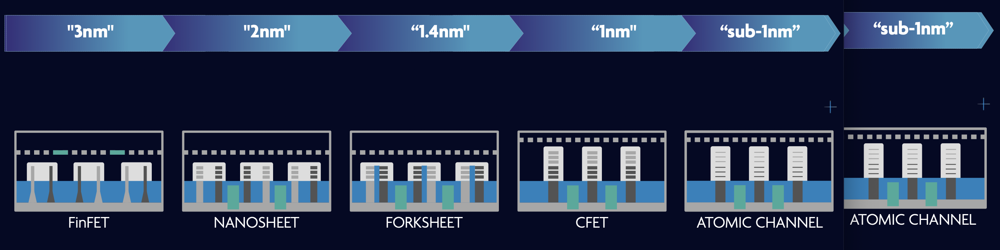 "3nm"
"2nm"
“1.4nm"
“1nm"
“sub-1nm”
“sub-1nm”
FinFET
NANOSHEET
FORKSHEET
CFET
ATOMIC CHANNEL
ATOMIC CHANNEL